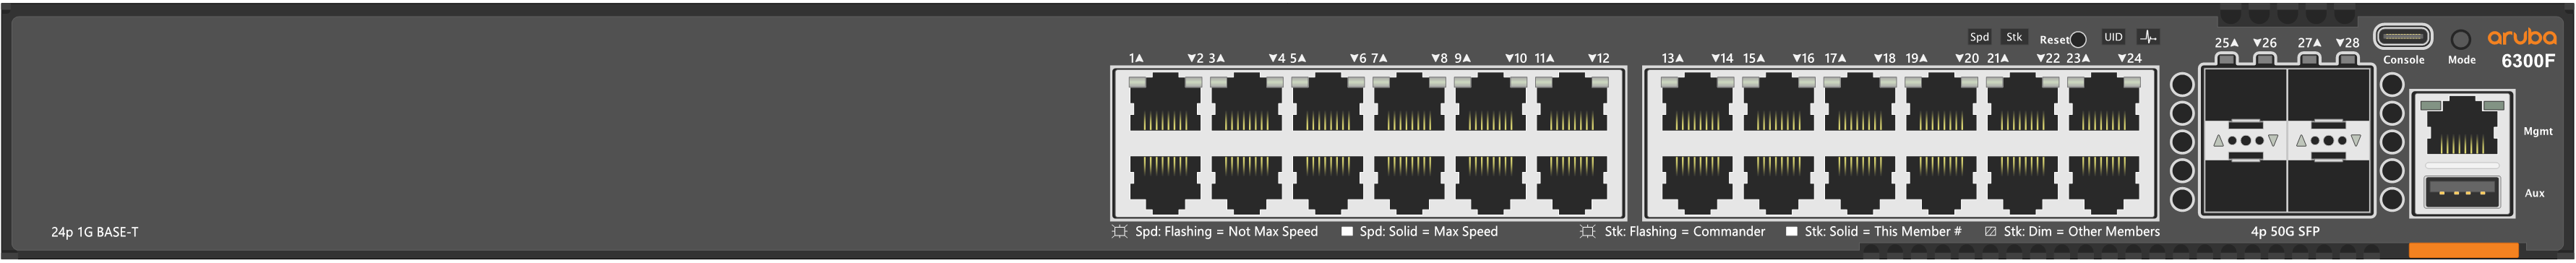 Spd Stk Reset UID
1▲ ▼2 3▲ ▼4 5▲ ▼6 7▲ ▼8 9▲ ▼10 11▲ ▼12 13▲ ▼14 15▲ ▼16 17▲ ▼18 19▲ ▼20 21▲ ▼22 23▲ ▼24
25▲ ▼26 27▲ ▼28
Console
Mode
aruba
6300F
Mgmt
Aux
24p 1G BASE-T
Spd: Flashing = Not Max Speed Spd: Solid = Max Speed
Stk: Flashing = Commander Stk: Solid = This Member # Stk: Dim = Other Members
4p 50G SFP